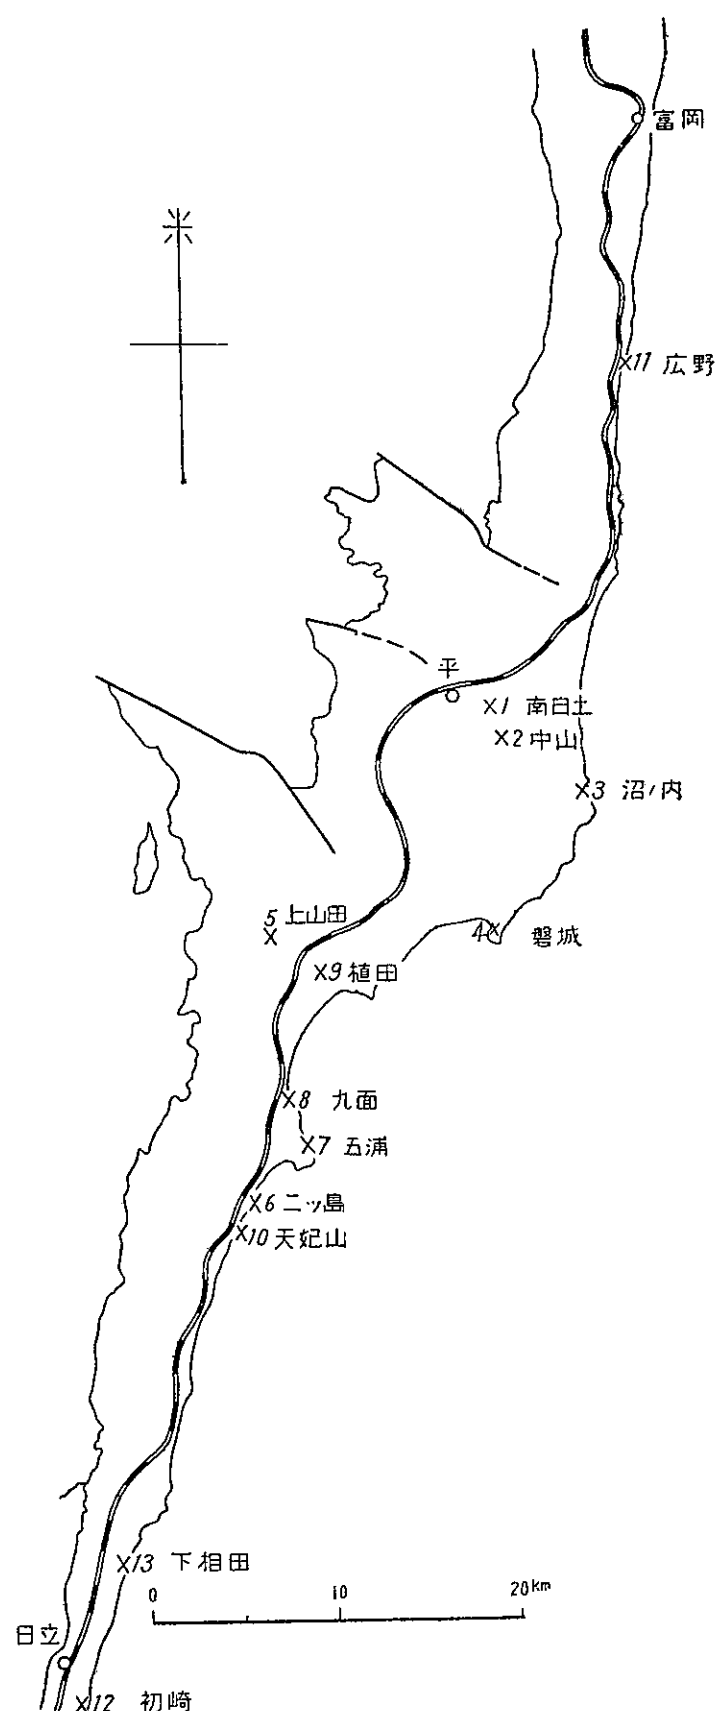 富岡
11 広野
平
1 南白土
2 中山
3 沼ノ内
5 上山田
4 磐城
9 植田
8 九面
7 五浦
6 二ッ島
10 天妃山
13 下相田
0 10 20km
日立
12 初崎